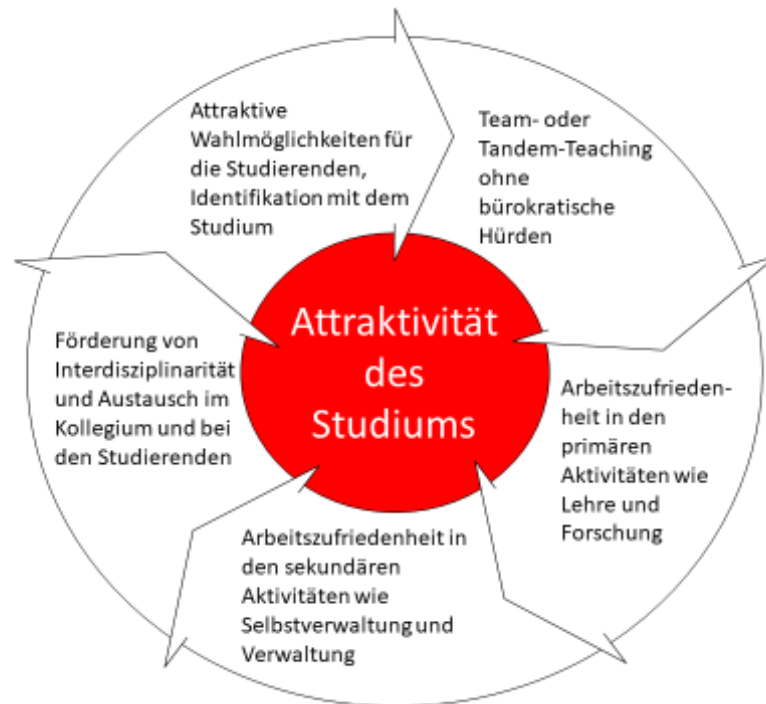 Attraktive
Wahlmöglichkeiten für
die Studierenden,
Identifikation mit dem
Studium
Team- oder
Tandem-Teaching
ohne
bürokratische
Hürden
Attraktivität
des
Studiums
Förderung von
Interdisziplinarität
und Austausch im
Kollegium und bei
den Studierenden
Arbeitszufrieden-
heit in den
primären
Aktivitäten wie
Lehre und
Forschung
Arbeitszufriedenheit in
den sekundären
Aktivitäten wie
Selbstverwaltung und
Verwaltung